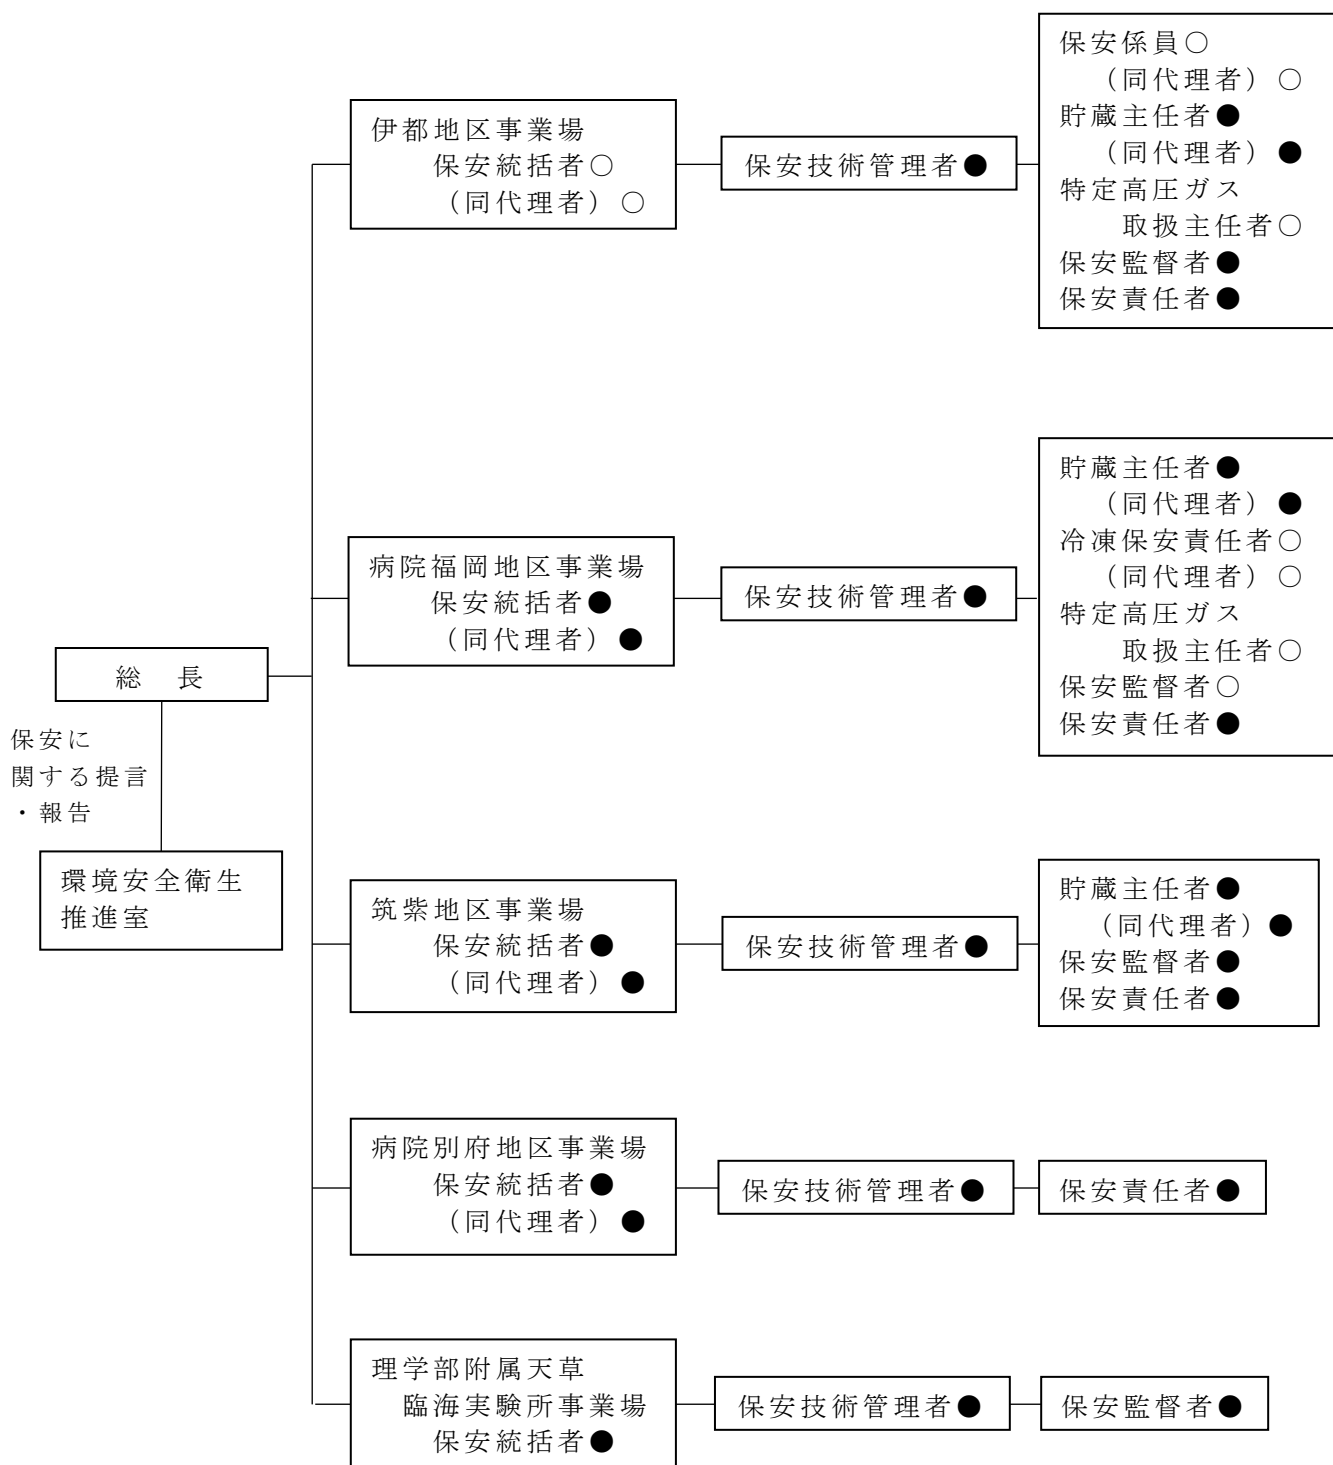 総　長
保安に
関する提言
・報告
環境安全衛生
推進室
伊都地区事業場
保安統括者○
（同代理者）○
保安技術管理者●
保安係員○
（同代理者）○
貯蔵主任者●
（同代理者）●
特定高圧ガス
取扱主任者○
保安監督者●
保安責任者●
病院福岡地区事業場
保安統括者●
（同代理者）●
保安技術管理者●
貯蔵主任者●
（同代理者）●
冷凍保安責任者○
（同代理者）○
特定高圧ガス
取扱主任者○
保安監督者○
保安責任者●
筑紫地区事業場
保安統括者●
（同代理者）●
保安技術管理者●
貯蔵主任者●
（同代理者）●
保安監督者●
保安責任者●
病院別府地区事業場
保安統括者●
（同代理者）●
保安技術管理者●
保安責任者●
理学部附属天草
臨海実験所事業場
保安統括者●
保安技術管理者●
保安監督者●